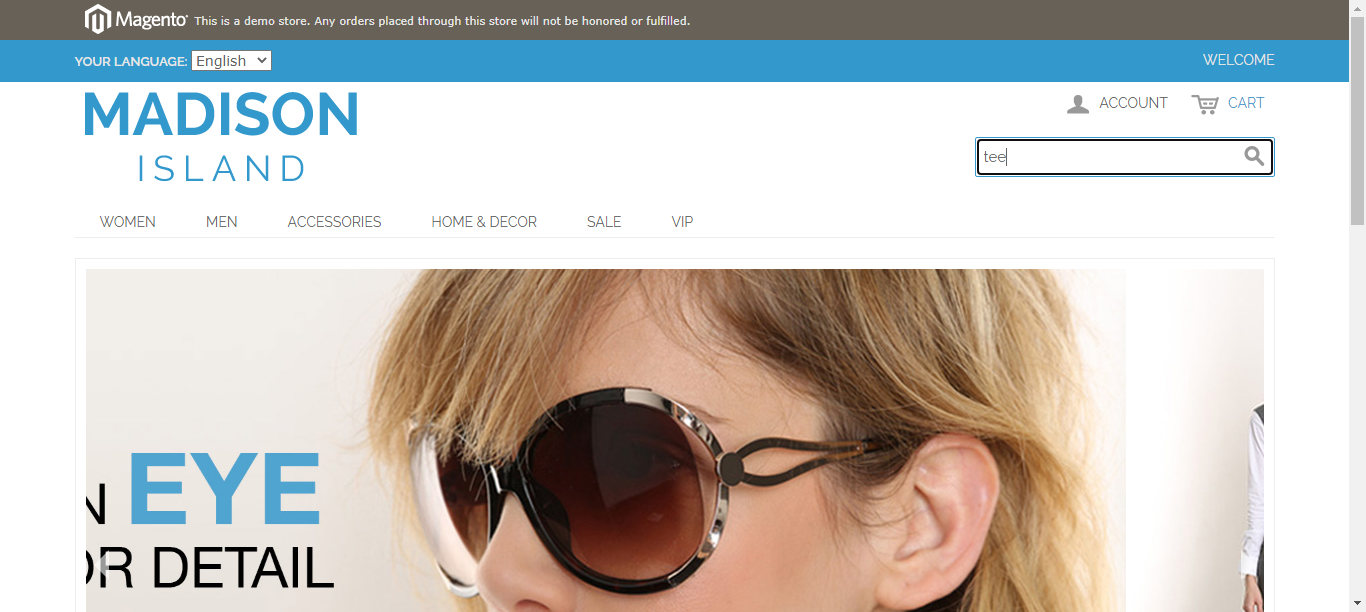 Magento® This is a demo store. Any orders placed through this store will not be honored or fulfilled.
YOUR LANGUAGE: English WELCOME
MADISON
ISLAND
ACCOUNT CART
tee
WOMEN MEN ACCESSORIES HOME & DECOR SALE VIP
N EYE
OR DETAIL